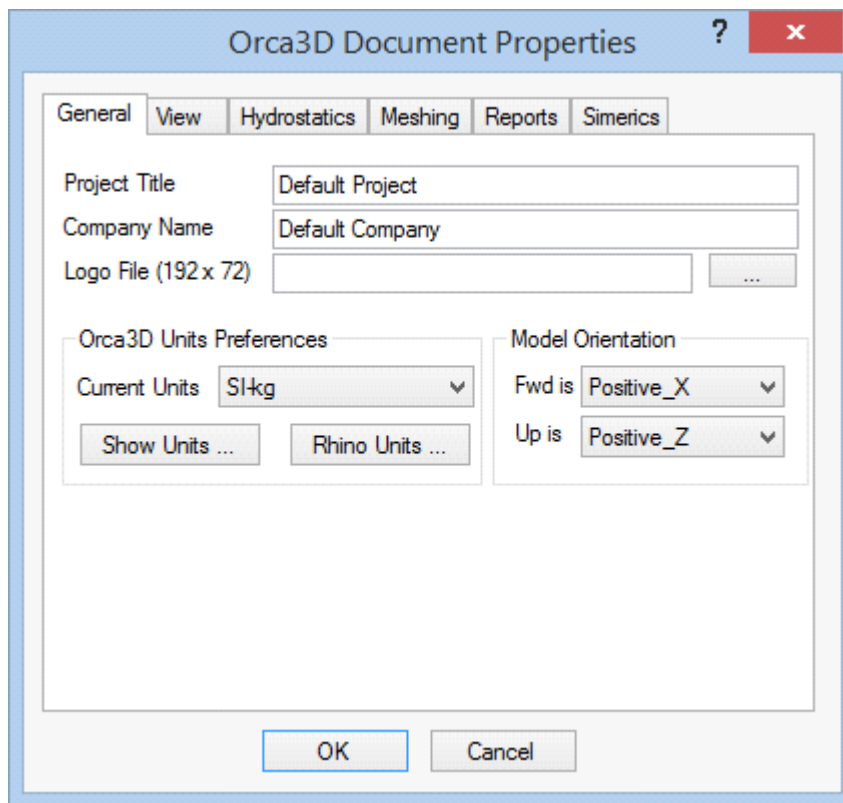 Orca3D Document Properties ? x
General View Hydrostatics Meshing Reports Simerics
Project Title Default Project
Company Name Default Company
Logo File (192 x 72) ...
Orca3D Units Preferences Model Orientation
Current Units SI-kg Fwd is Positive_X
Show Units ... Rhino Units ... Up is Positive_Z
OK Cancel